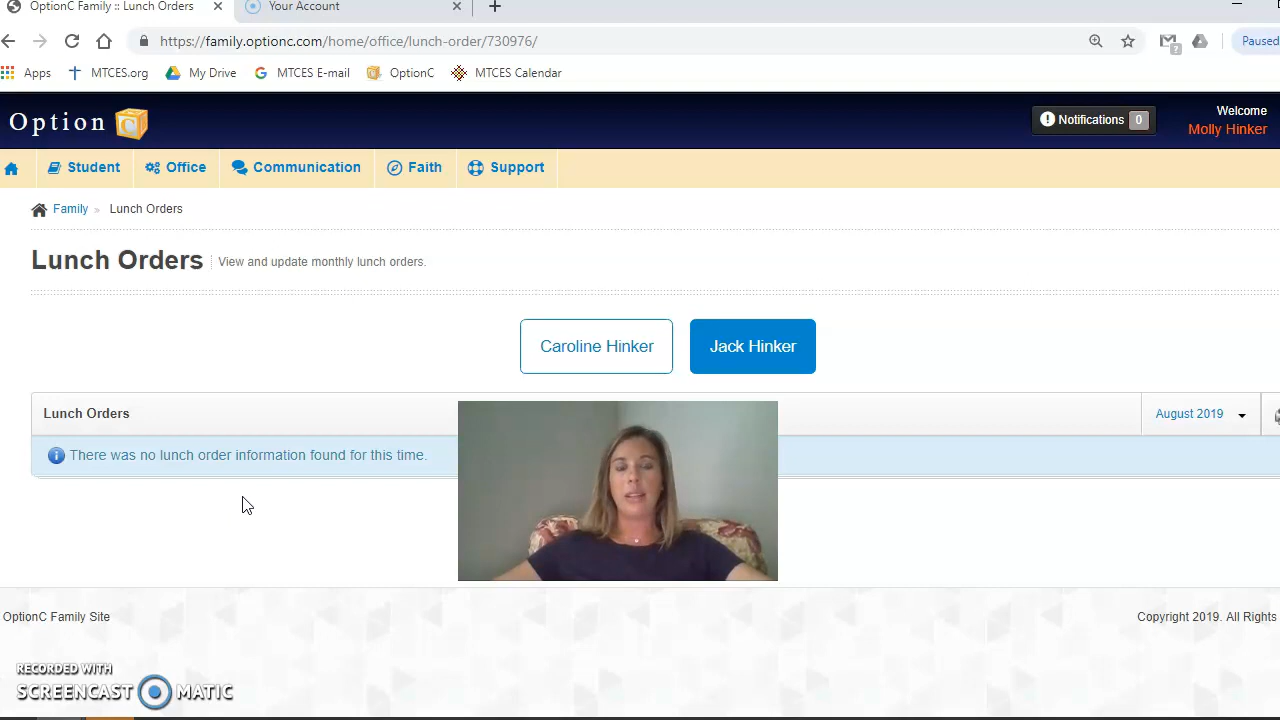 OptionC Family :: Lunch Orders
Your Account
https://family.optionc.com/home/office/lunch-order/730976/
Paused
Apps
MTCES.org
My Drive
MTCES E-mail
OptionC
MTCES Calendar
Option C
Notifications 0
Welcome
Molly Hinker
Student
Office
Communication
Faith
Support
Family » Lunch Orders
Lunch Orders
View and update monthly lunch orders.
Caroline Hinker
Jack Hinker
Lunch Orders
August 2019
There was no lunch order information found for this time.
OptionC Family Site
Copyright 2019. All Rights
RECORDED WITH
SCREENCAST MATIC